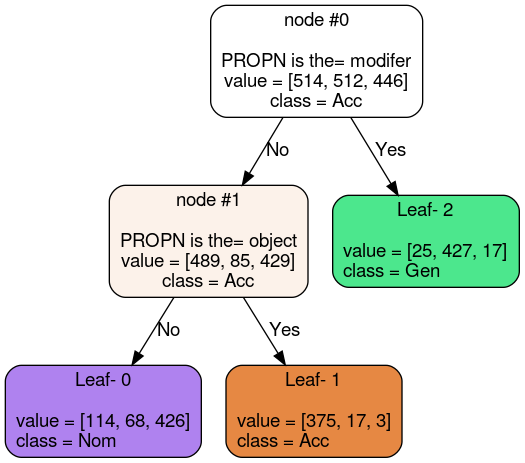 node #0
PROPN is the= modifer
value = [514, 512, 446]
class = Acc
No
Yes
node #1
PROPN is the= object
value = [489, 85, 429]
class = Acc
Leaf- 2
value = [25, 427, 17]
class = Gen
No
Yes
Leaf- 0
value = [114, 68, 426]
class = Nom
Leaf- 1
value = [375, 17, 3]
class = Acc